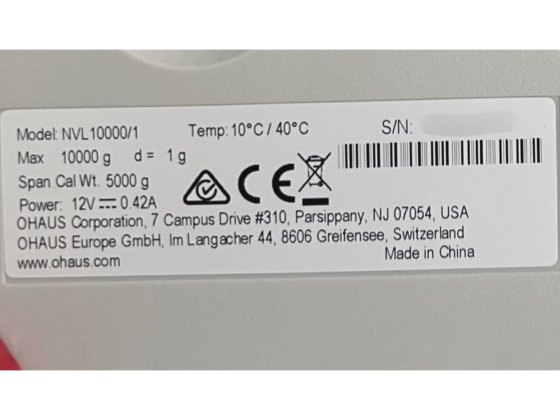 Model: NVL10000/1 Temp: 10°C / 40°C S/N:
Max 10000 g d = 1 g
Span Cal Wt. 5000 g
Power: 12V ⎓ 0.42A
OHAUS Corporation, 7 Campus Drive #310, Parsippany, NJ 07054, USA
OHAUS Europe GmbH, Im Langacher 44, 8606 Greifensee, Switzerland
www.ohaus.com Made in China